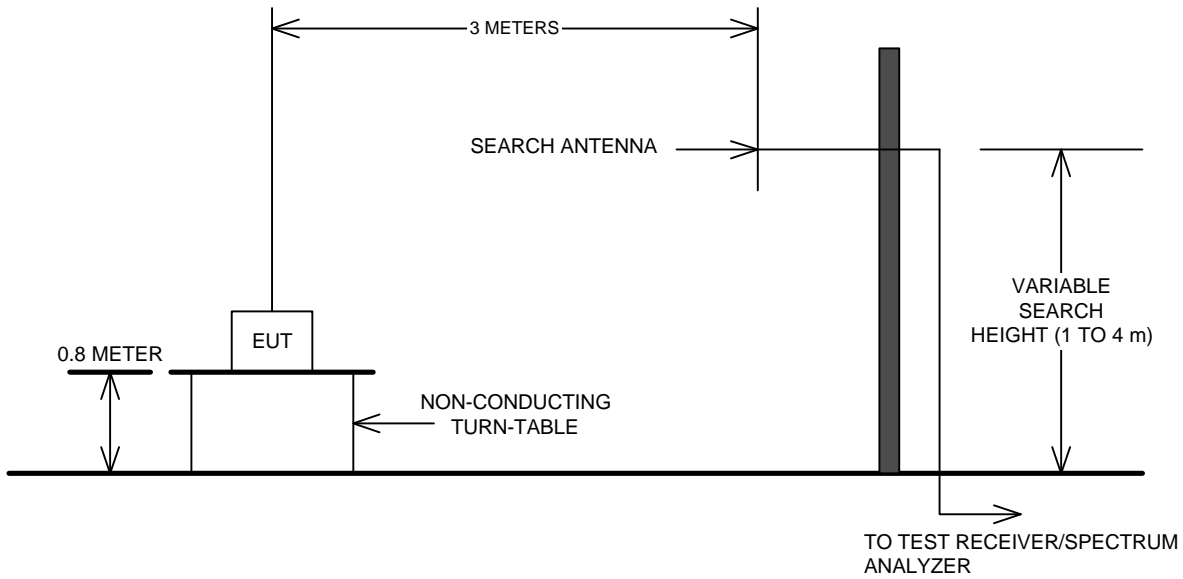 3 METERS
SEARCH ANTENNA
VARIABLE
SEARCH
HEIGHT (1 TO 4 m)
EUT
0.8 METER
NON-CONDUCTING
TURN-TABLE
TO TEST RECEIVER/SPECTRUM
ANALYZER